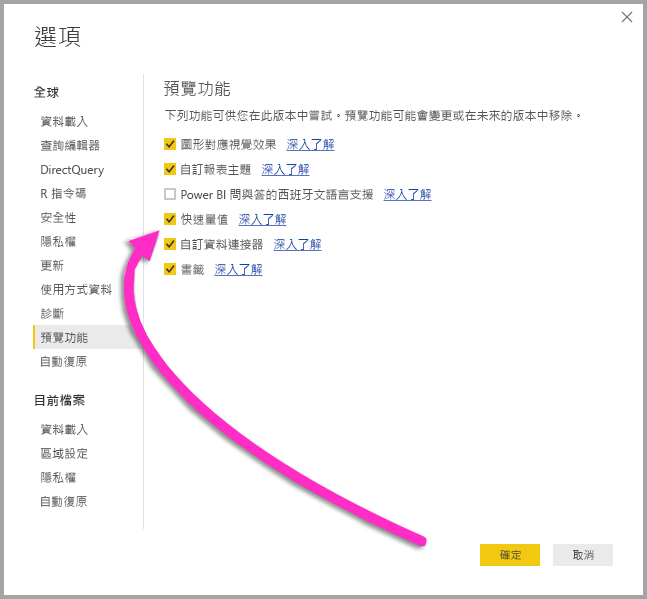 選項
全球
資料載入
查詢編輯器
DirectQuery
R 指令碼
安全性
隱私權
更新
使用方式資料
診斷
預覽功能
自動復原
目前檔案
資料載入
區域設定
隱私權
自動復原
預覽功能
下列功能可供您在此版本中嘗試。預覽功能可能會變更或在未來的版本中移除。
圖形對應視覺效果 深入了解
自訂報表主題 深入了解
Power BI 問與答的西班牙文語言支援 深入了解
快速量值 深入了解
自訂資料連接器 深入了解
書籤 深入了解
確定 取消